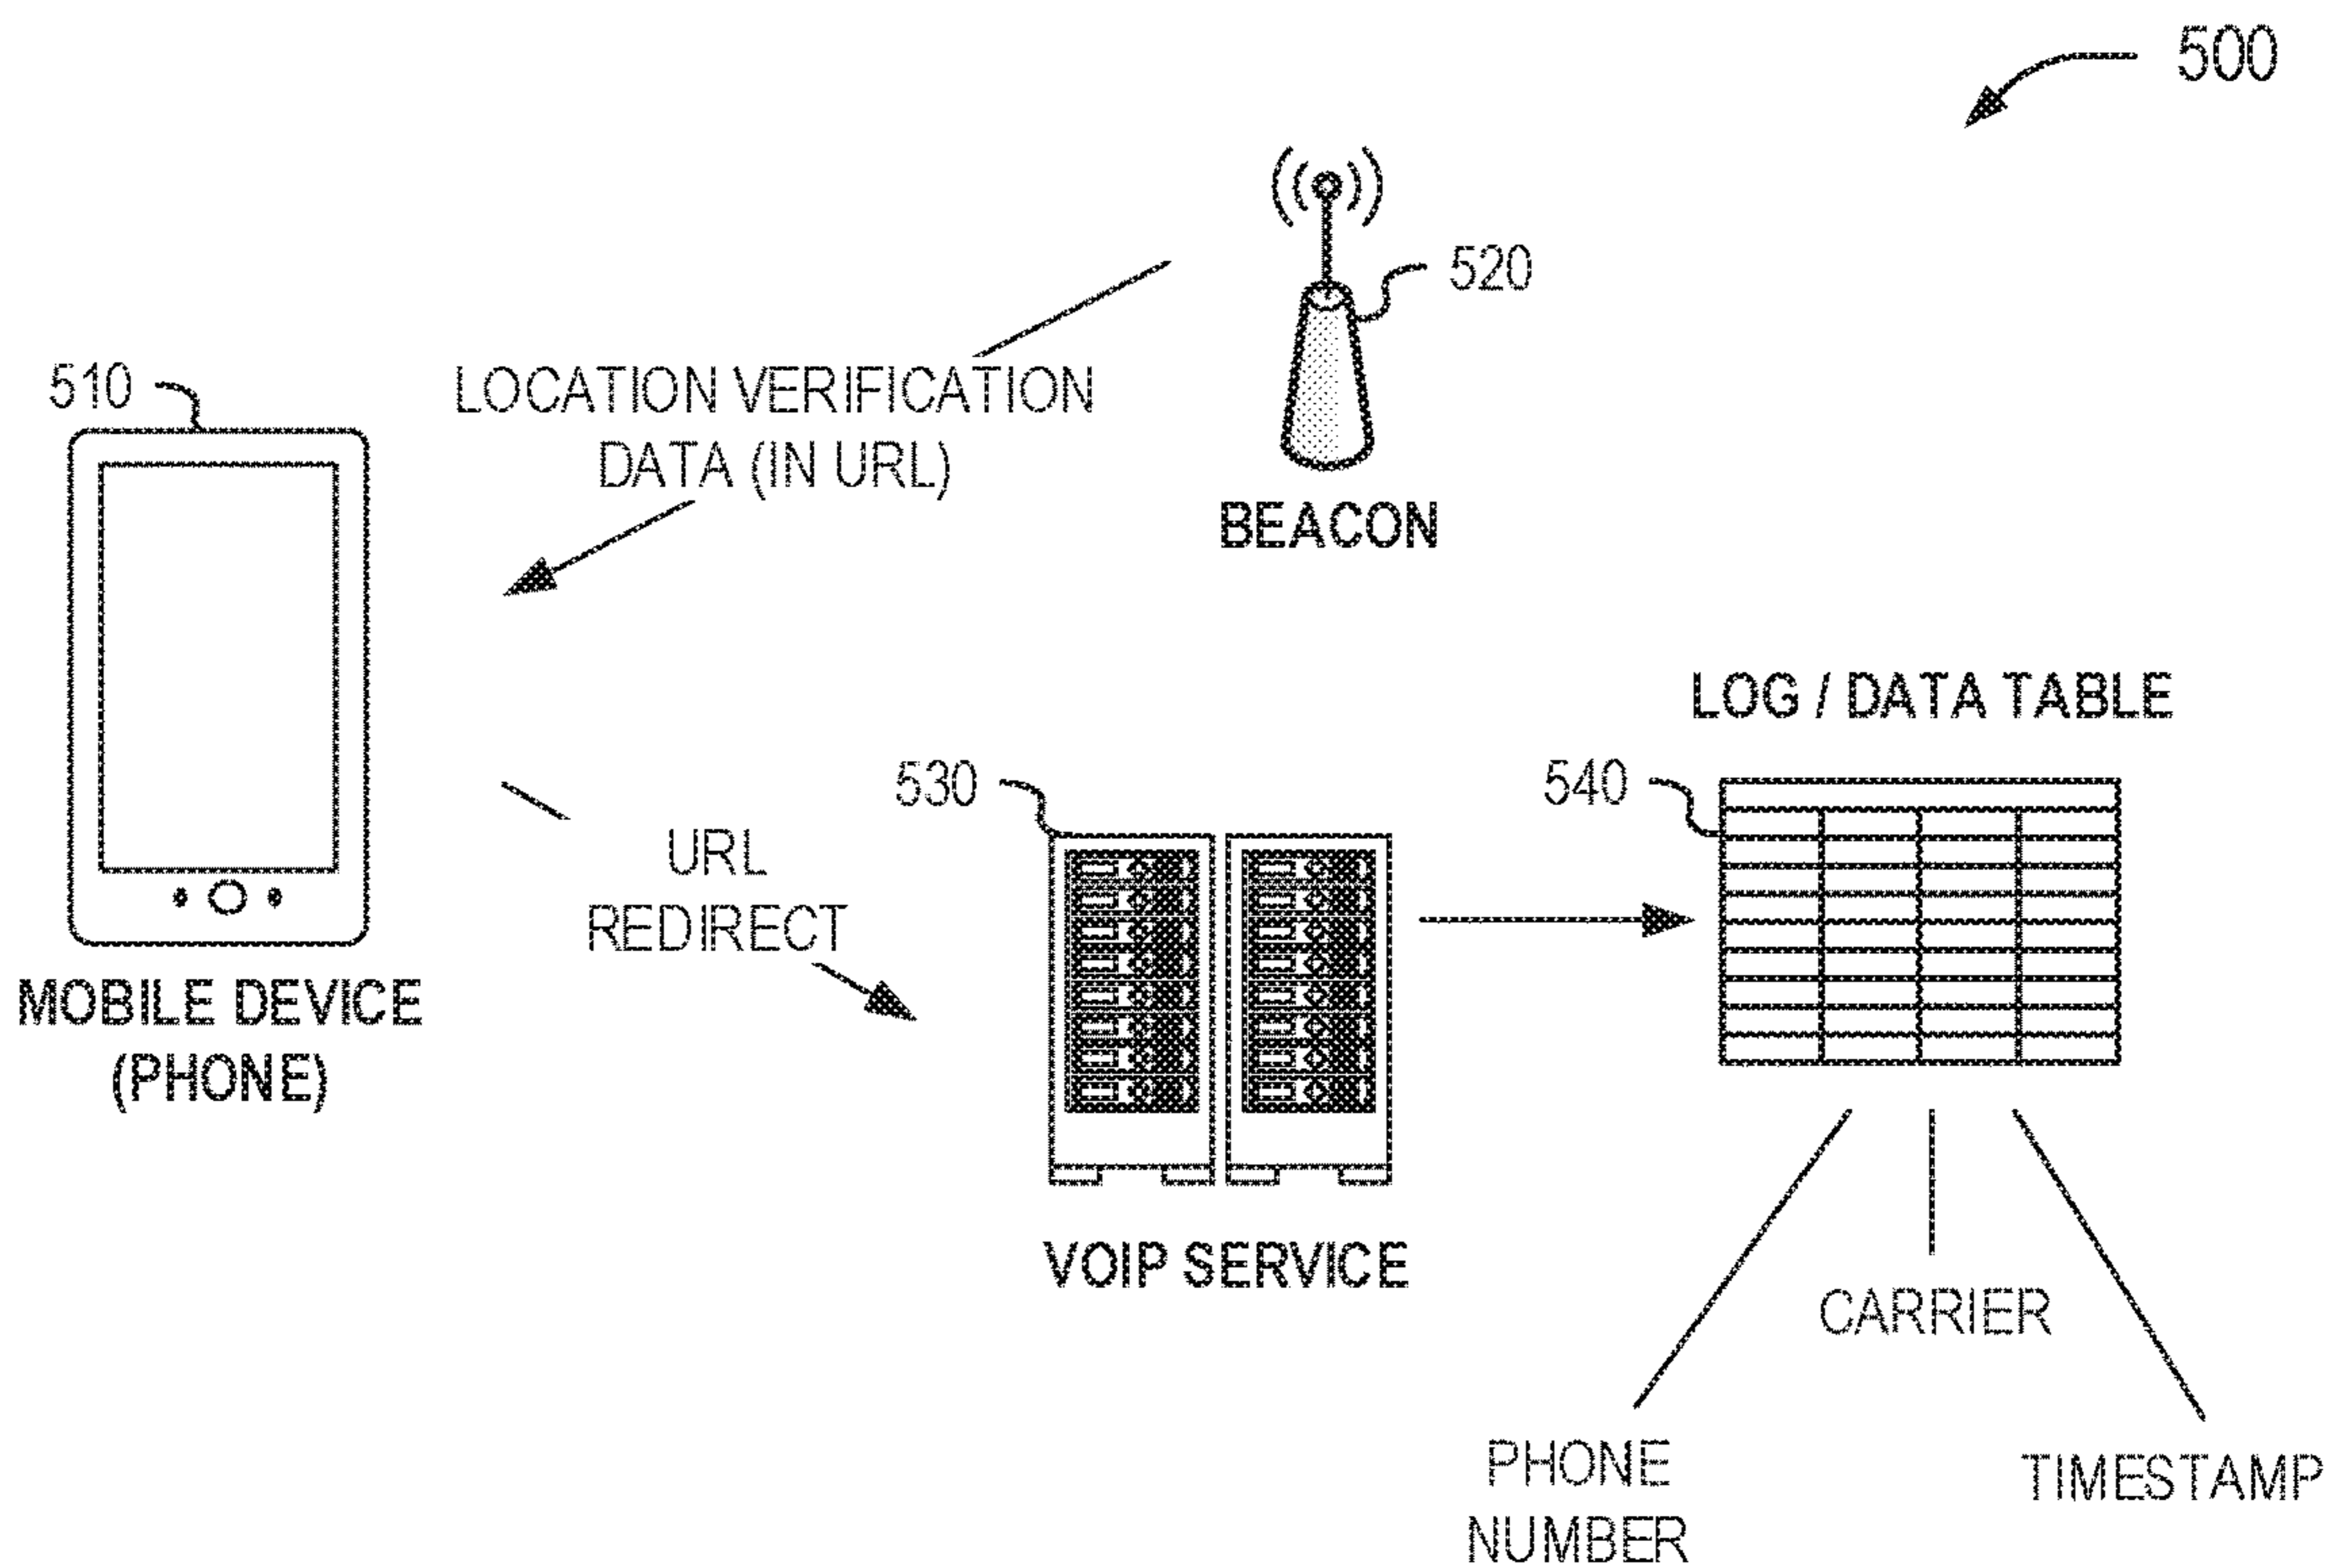 500
520
510
LOCATION VERIFICATION
DATA (IN URL)
BEACON
LOG / DATA TABLE
530
540
URL
REDIRECT
MOBILE DEVICE
(PHONE)
VOIP SERVICE
CARRIER
PHONE
NUMBER
TIMESTAMP